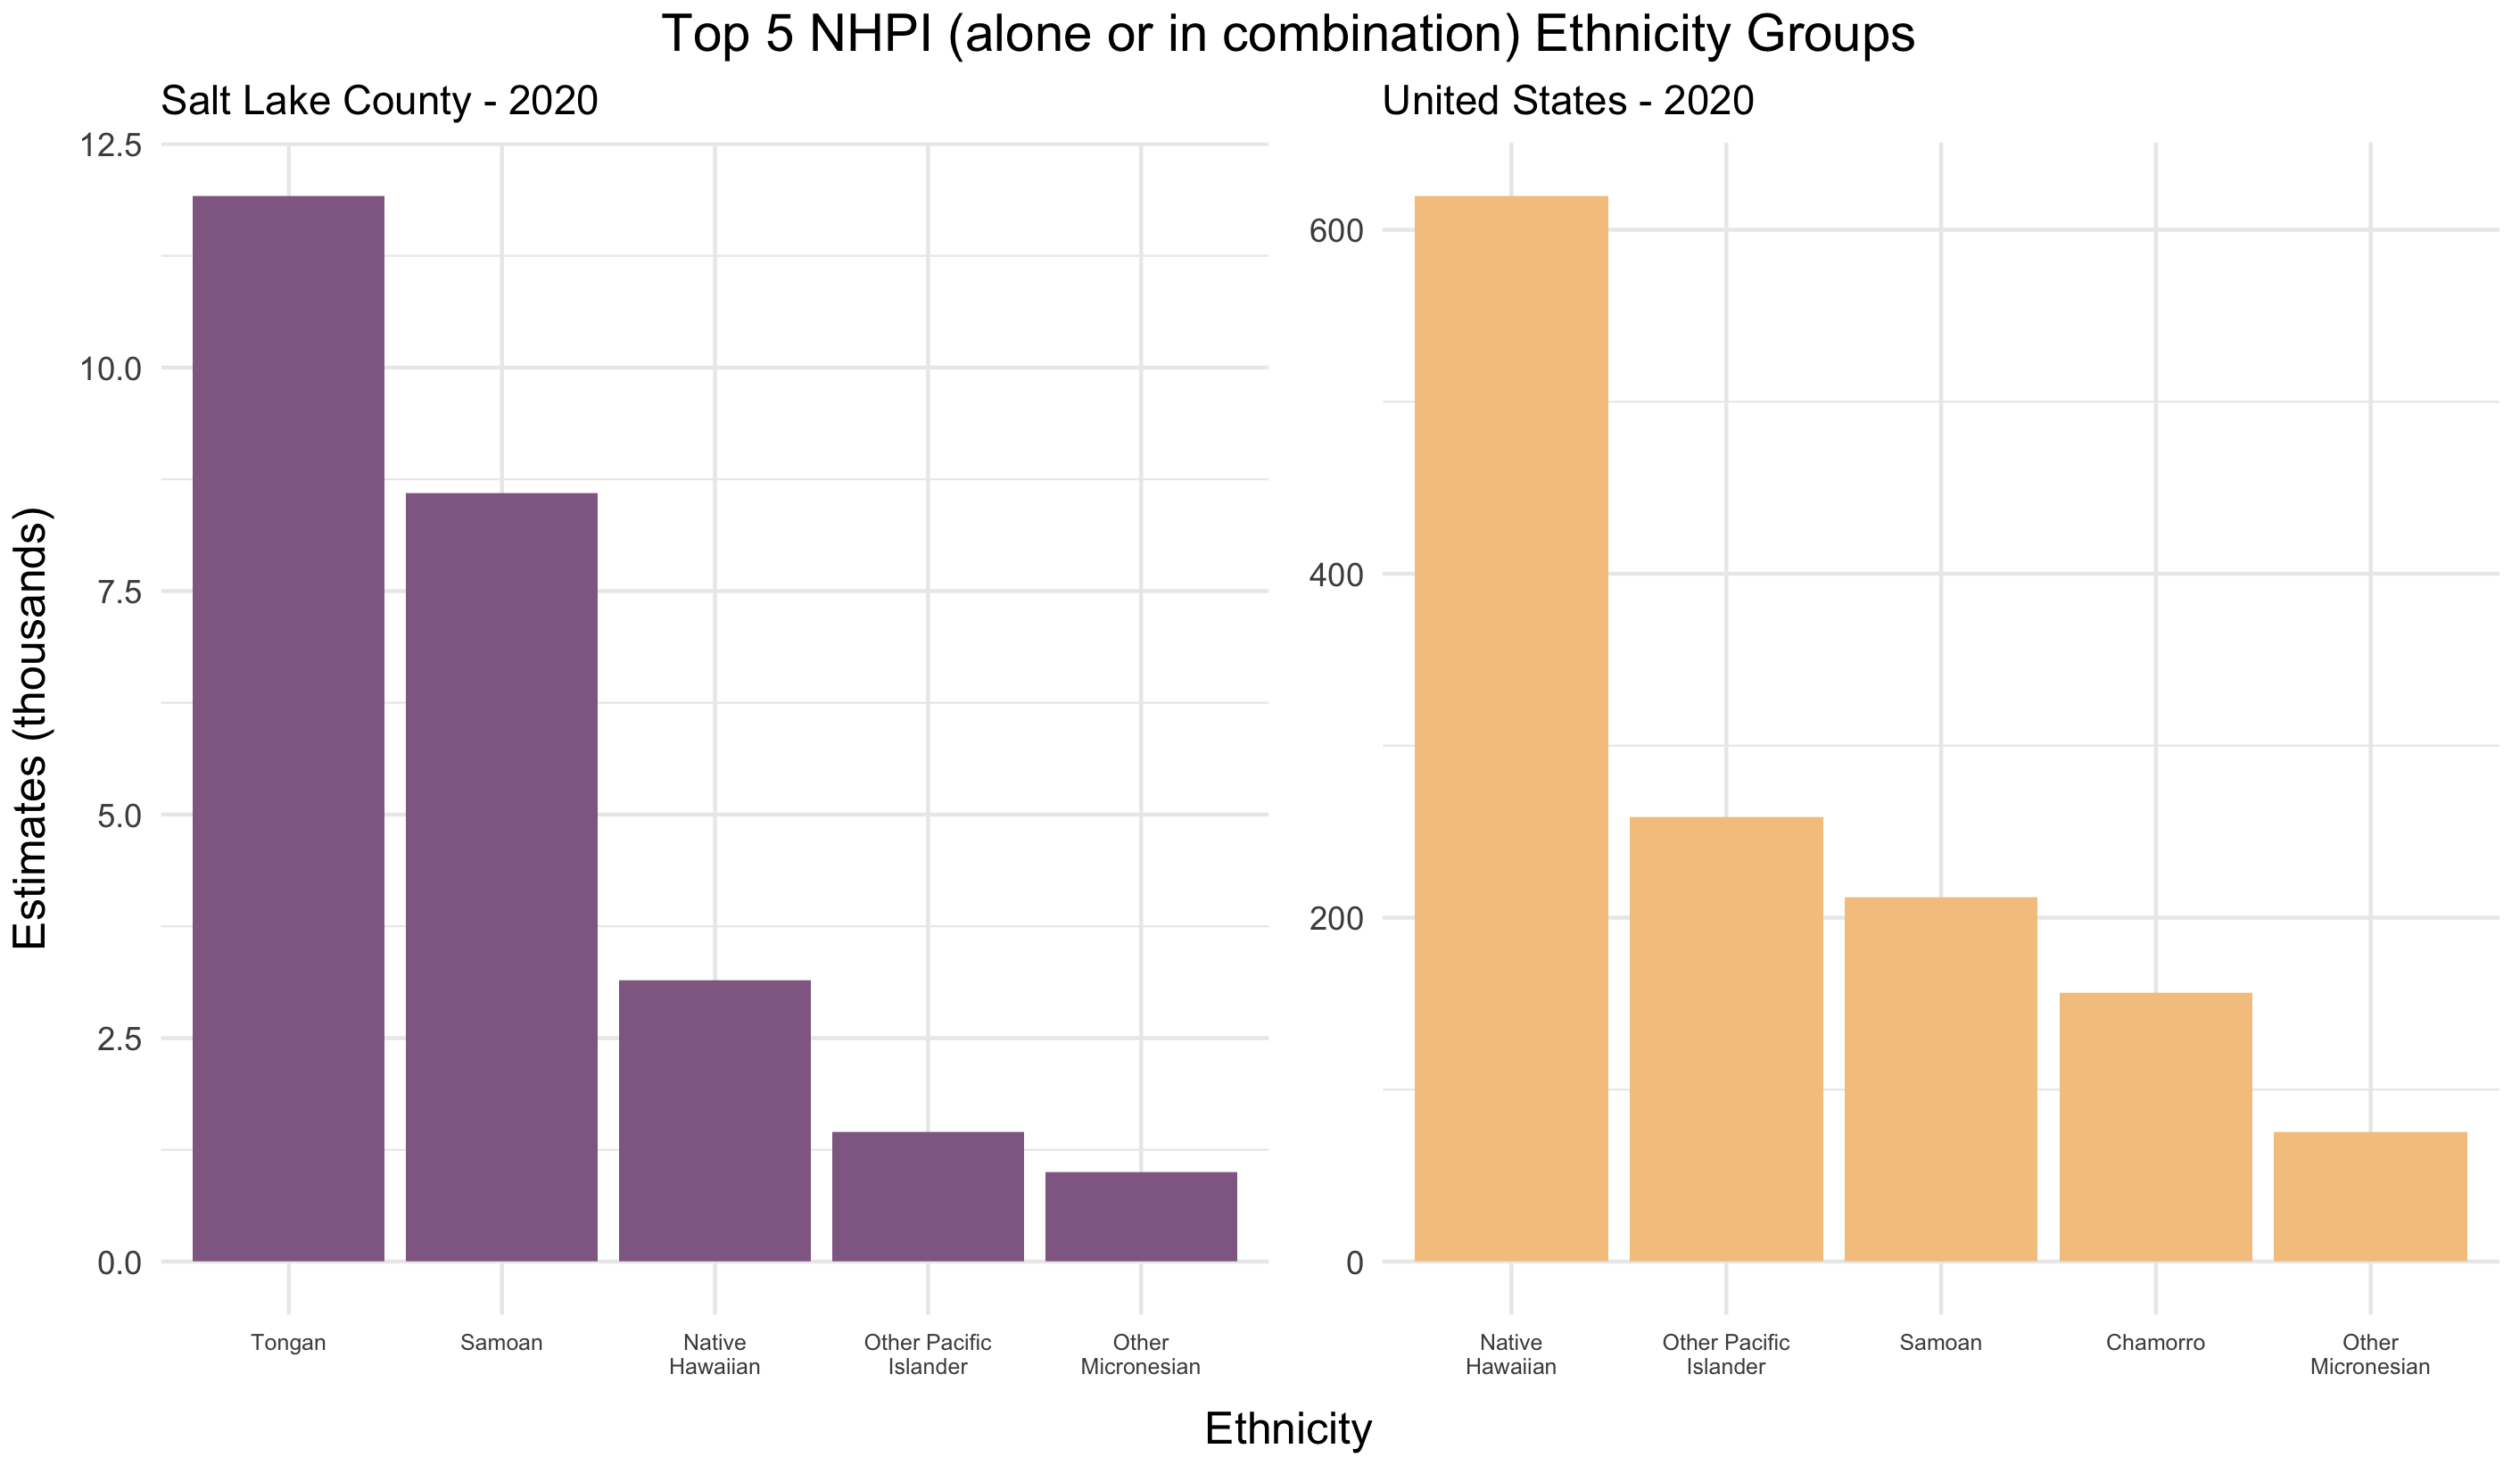 Top 5 NHPI (alone or in combination) Ethnicity Groups
Salt Lake County - 2020
12.5
10.0
7.5
5.0
2.5
0.0
Estimates (thousands)
Tongan
Samoan
Native
Hawaiian
Other Pacific
Islander
Other
Micronesian
United States - 2020
600
400
200
0
Native
Hawaiian
Other Pacific
Islander
Samoan
Chamorro
Other
Micronesian
Ethnicity